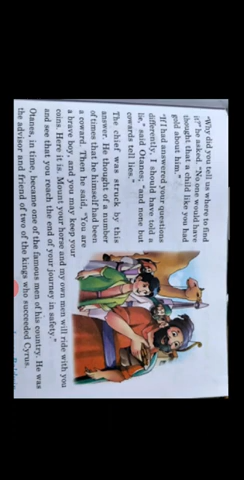 "Why did you tell us where to find
it?" he asked. "No one would have
thought that a child like you had
gold about him."
"If I had answered your questions
differently, I should have told a
lie," said Otanes; "and none but
cowards tell lies."
The chief was struck by this
answer. He thought of a number
of times that he himself had been
a coward. Then he said, "You are
a brave boy, and you may keep your
coins. Here it is. Mount your horse and my own men will ride with you
and see that you reach the end of your journey in safety."
Otanes, in time, became one of the famous men of his country. He was
the advisor and friend of two of the kings who succeeded Cyrus.